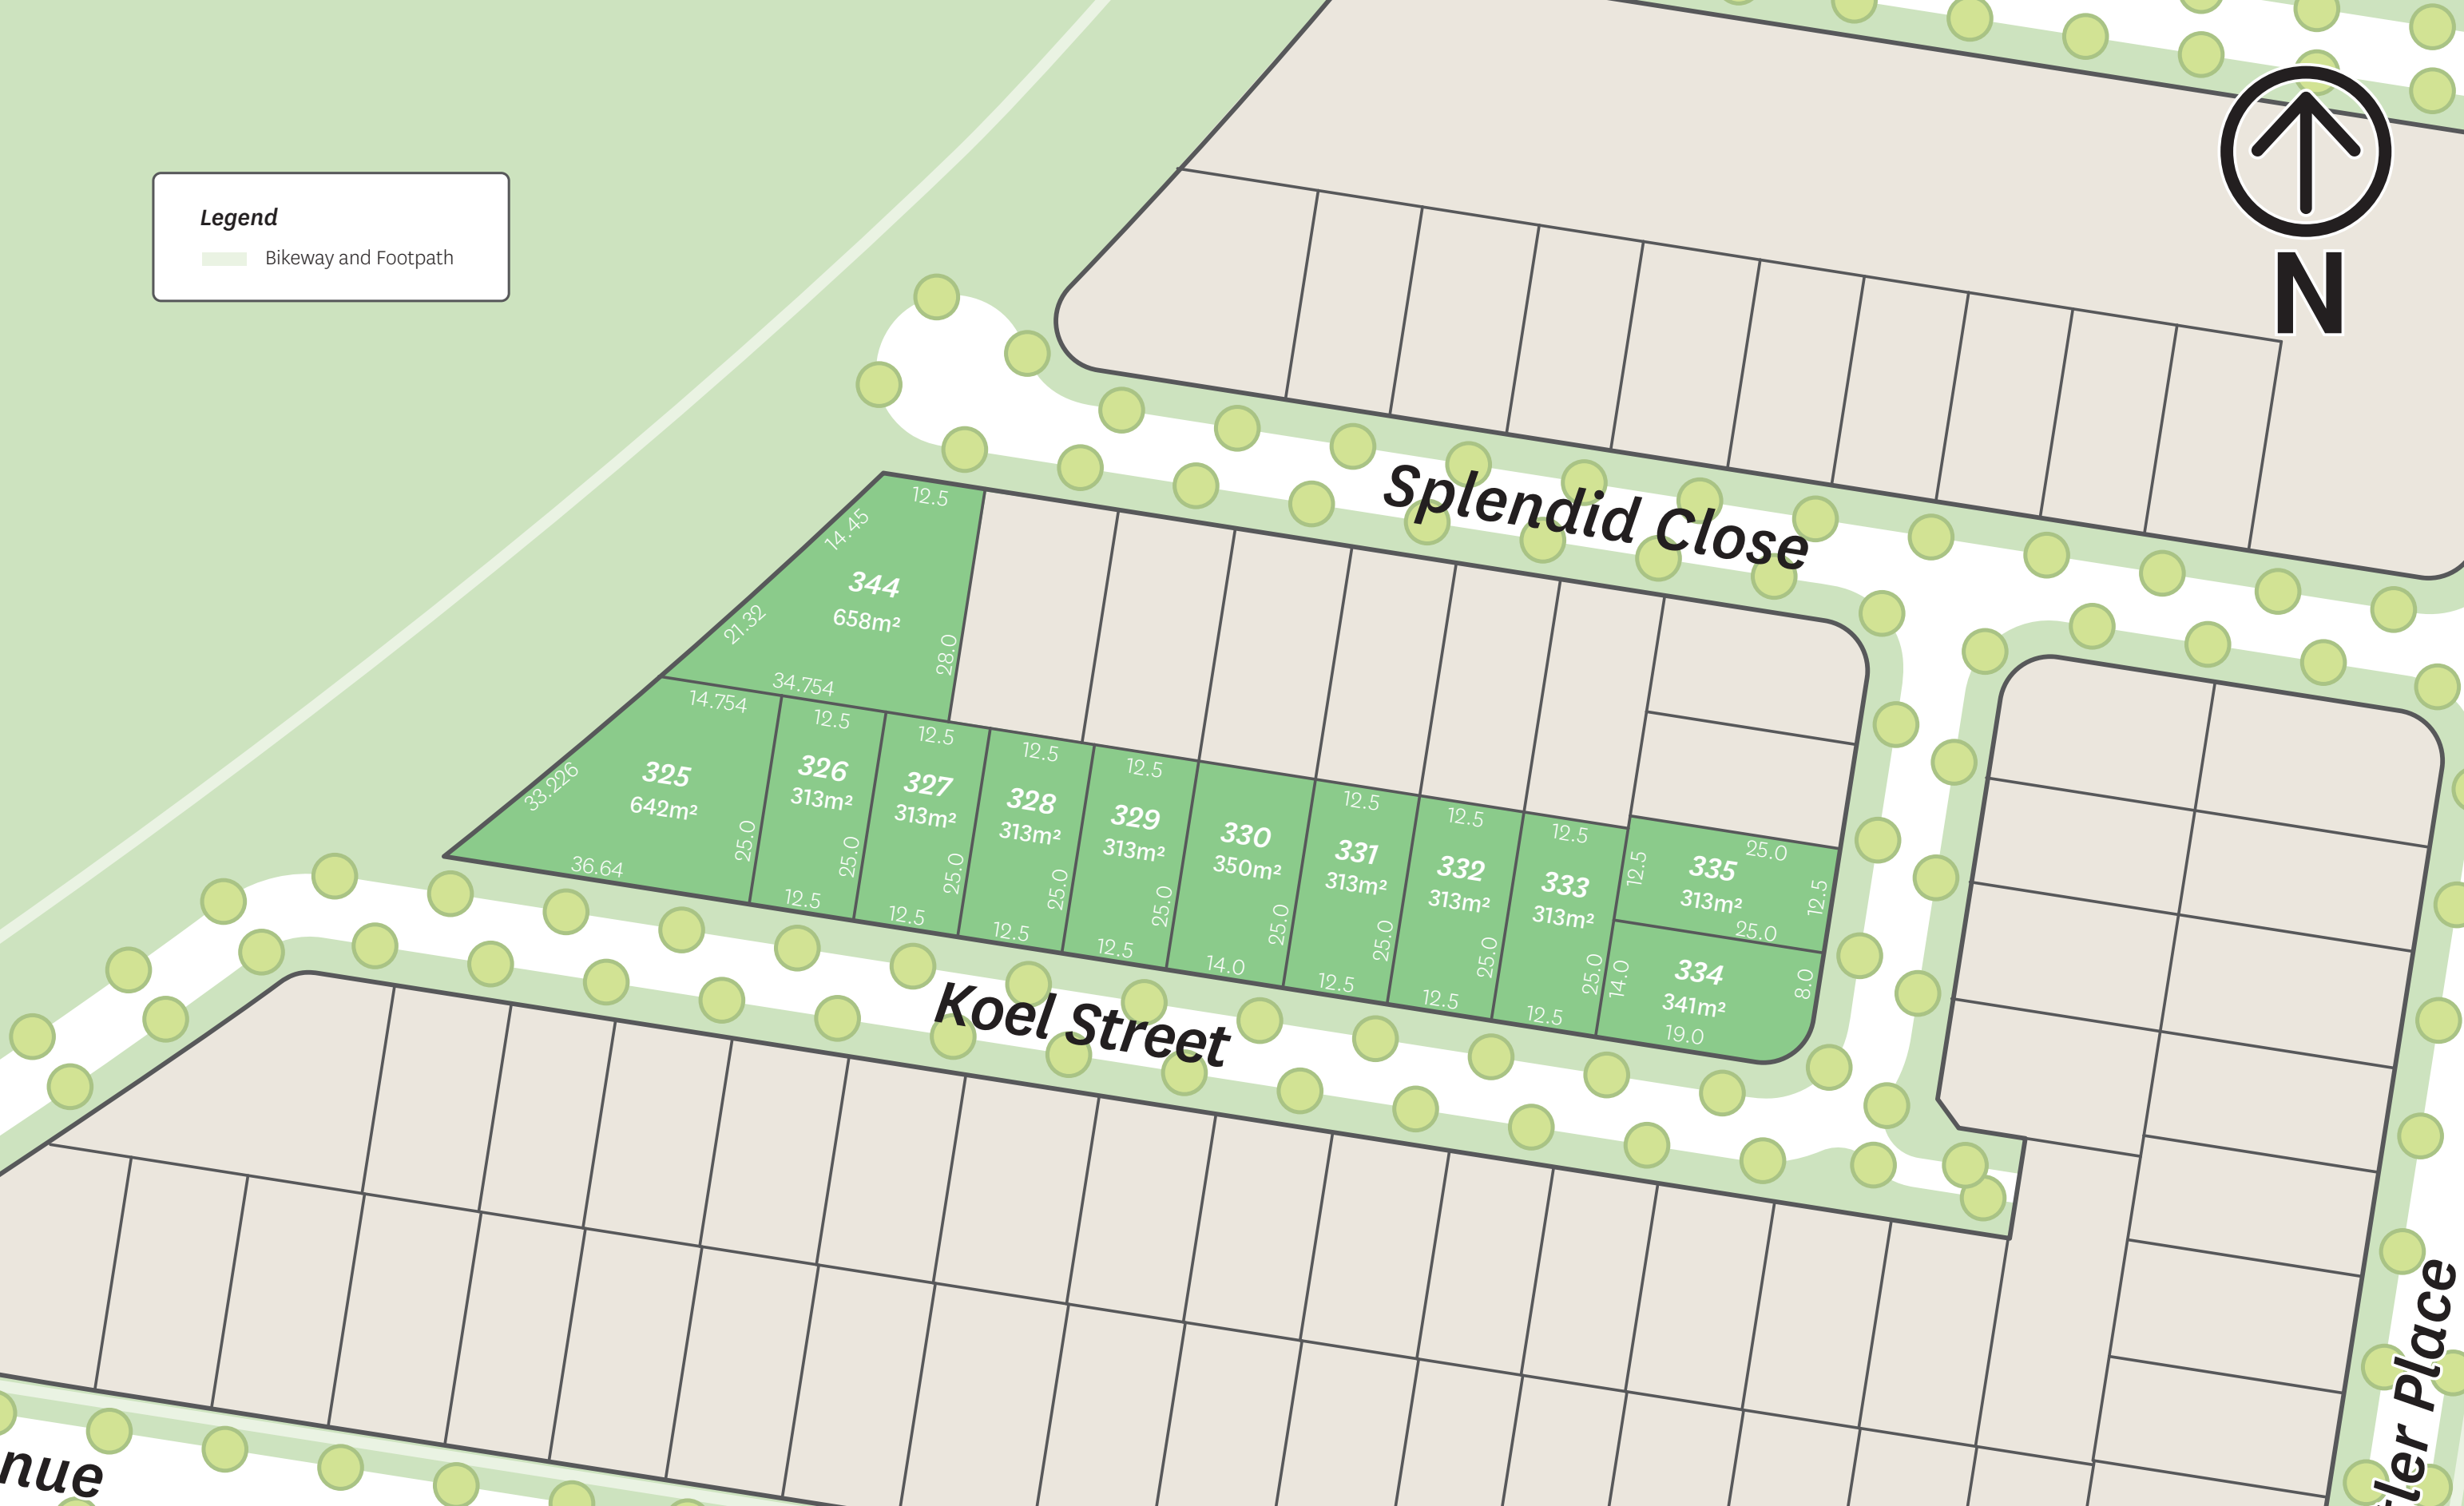 Legend
Bikeway and Footpath
N
Splendid Close
12.5
14.45
344
658m²
21.32
28.0
34.754
14.754
325
642m²
33.226
25.0
36.64
12.5
326
313m²
25.0
12.5
12.5
327
313m²
25.0
12.5
12.5
328
313m²
25.0
12.5
12.5
329
313m²
25.0
12.5
330
350m²
25.0
14.0
12.5
331
313m²
25.0
12.5
12.5
332
313m²
25.0
12.5
12.5
333
313m²
25.0
12.5
25.0
12.5
335
313m²
12.5
25.0
14.0
334
341m²
8.0
19.0
Koel Street
ler Place
nue